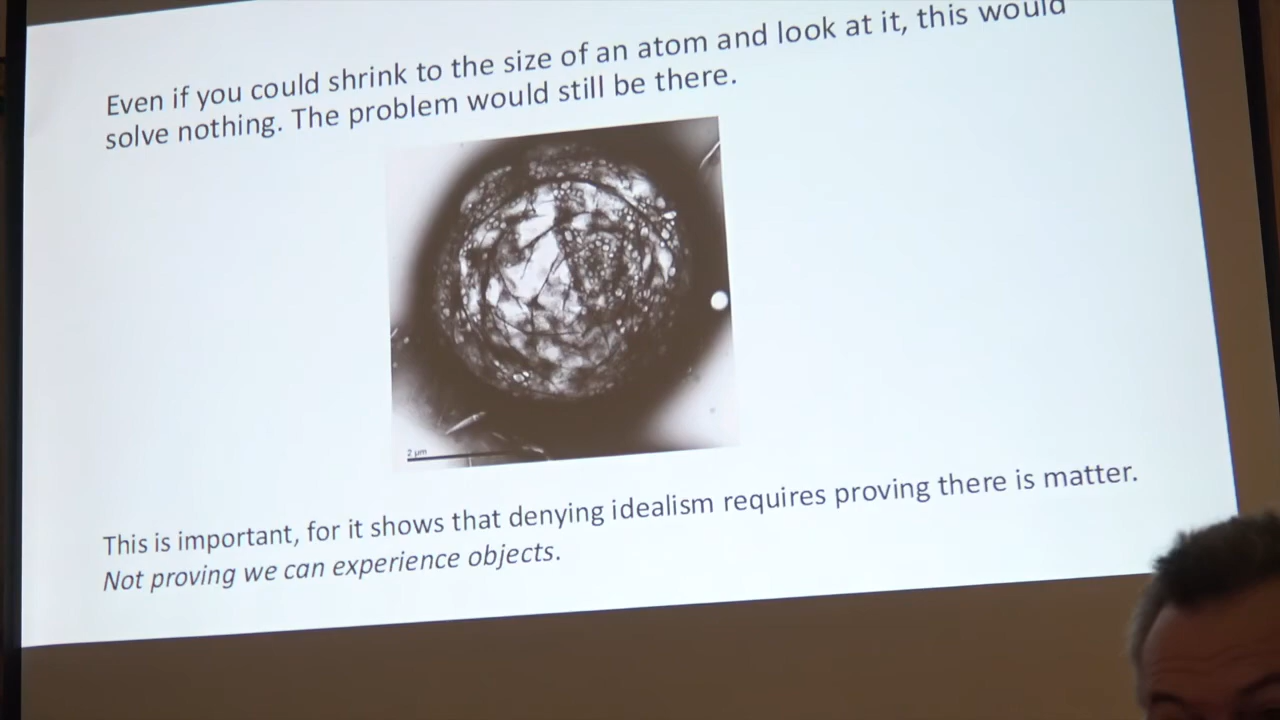 Even if you could shrink to the size of an atom and look at it, this would
solve nothing. The problem would still be there.
2 µm
This is important, for it shows that denying idealism requires proving there is matter.
Not proving we can experience objects.